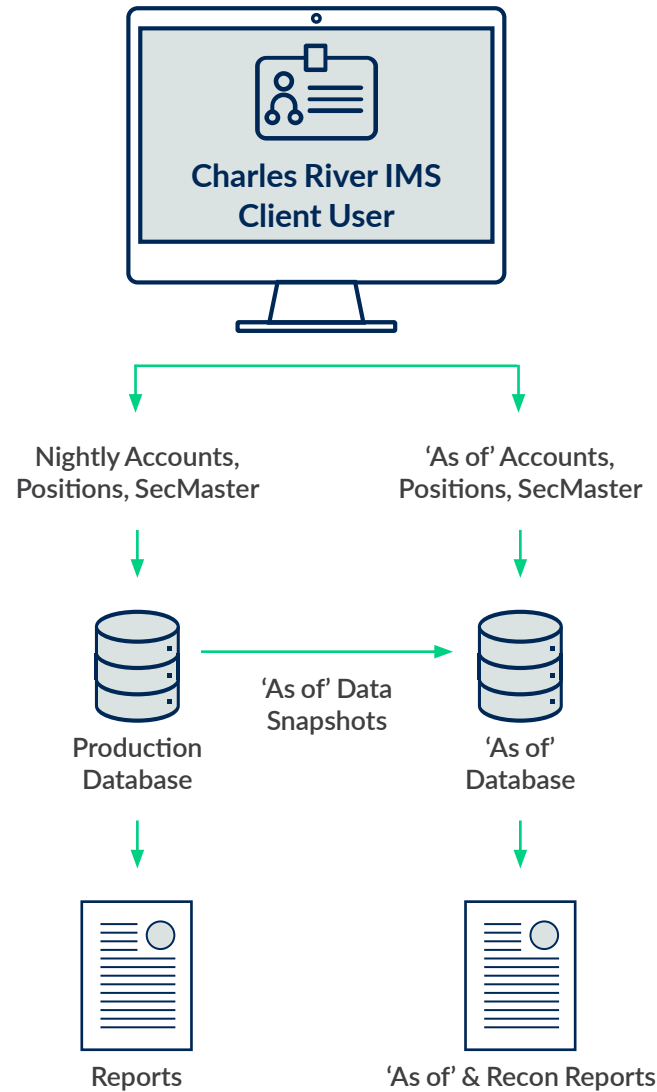 Charles River IMS
Client User
Nightly Accounts,
Positions, SecMaster
‘As of’ Accounts,
Positions, SecMaster
‘As of’ Data
Snapshots
Production
Database
‘As of’
Database
Reports
‘As of’ & Recon Reports